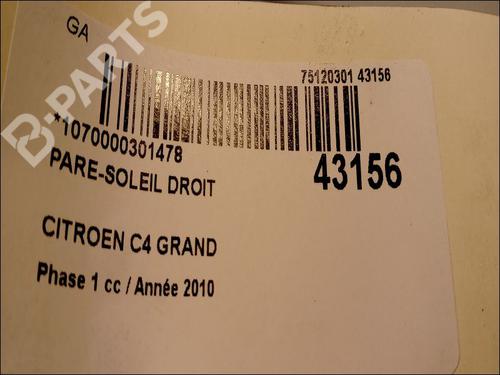 GA
B-PARTS
75120301 43156
*1070000301478
43156
PARE-SOLEIL DROIT
CITROEN C4 GRAND
Phase 1 cc / Année 2010